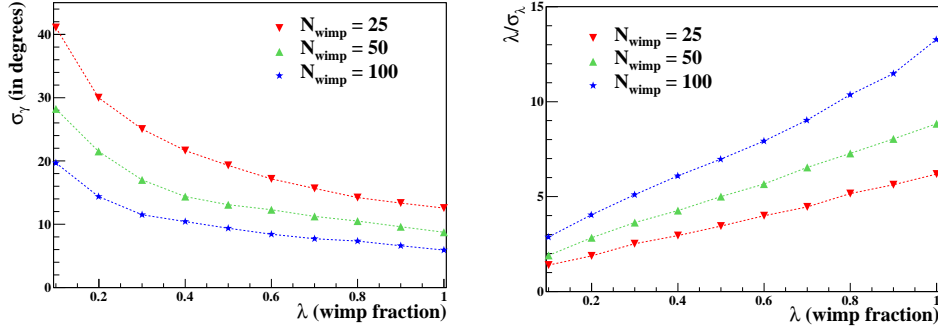 σγ (in degrees)
40
30
20
10
0
Nwimp = 25
Nwimp = 50
Nwimp = 100
0.2
0.4
0.6
0.8
1
λ (wimp fraction)
λ/σλ
15
10
5
0
Nwimp = 25
Nwimp = 50
Nwimp = 100
0.2
0.4
0.6
0.8
1
λ (wimp fraction)